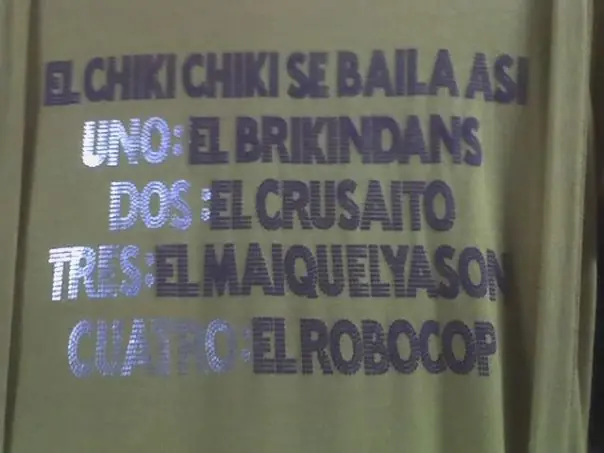 EL CHIKI CHIKI SE BAILA ASI
UNO: EL BRIKINDANS
DOS: EL CRUSAITO
TRES: EL MAIQUELYASON
CUATRO: EL ROBOCOP